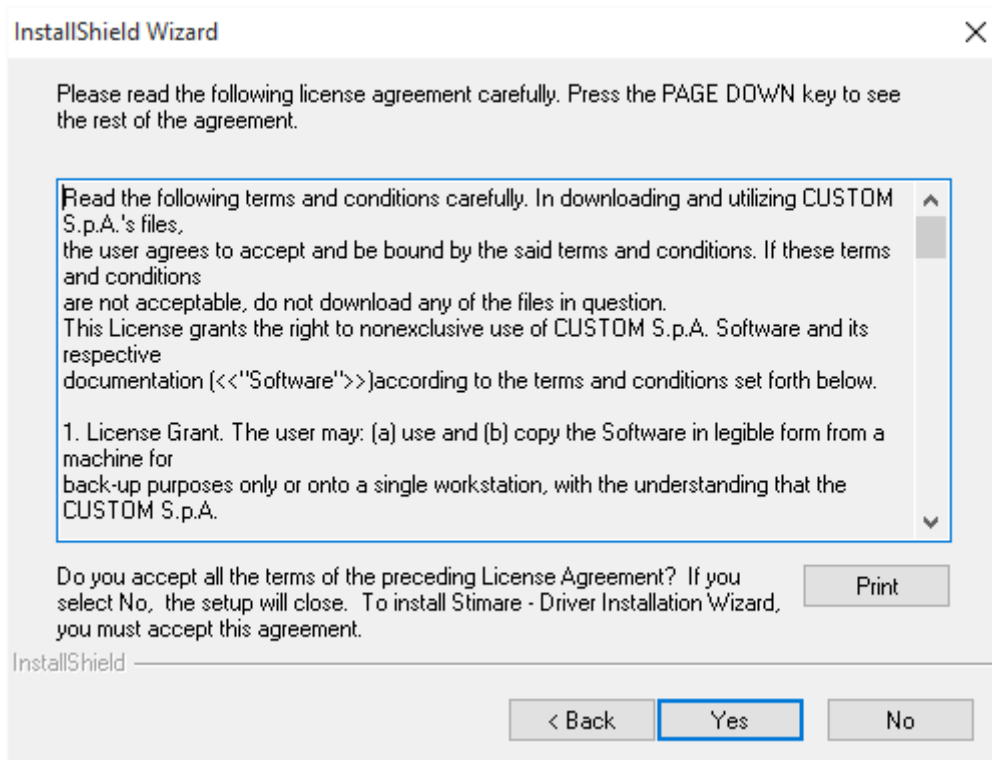 InstallShield Wizard
Please read the following license agreement carefully. Press the PAGE DOWN key to see
the rest of the agreement.
Read the following terms and conditions carefully. In downloading and utilizing CUSTOM
S.p.A.'s files,
the user agrees to accept and be bound by the said terms and conditions. If these terms
and conditions
are not acceptable, do not download any of the files in question.
This License grants the right to nonexclusive use of CUSTOM S.p.A. Software and its
respective
documentation (<<"Software">>)according to the terms and conditions set forth below.
1. License Grant. The user may: (a) use and (b) copy the Software in legible form from a
machine for
back-up purposes only or onto a single workstation, with the understanding that the
CUSTOM S.p.A.
Do you accept all the terms of the preceding License Agreement?  If you
select No,  the setup will close.  To install Stimare - Driver Installation Wizard,
you must accept this agreement.
Print
InstallShield
< Back
Yes
No